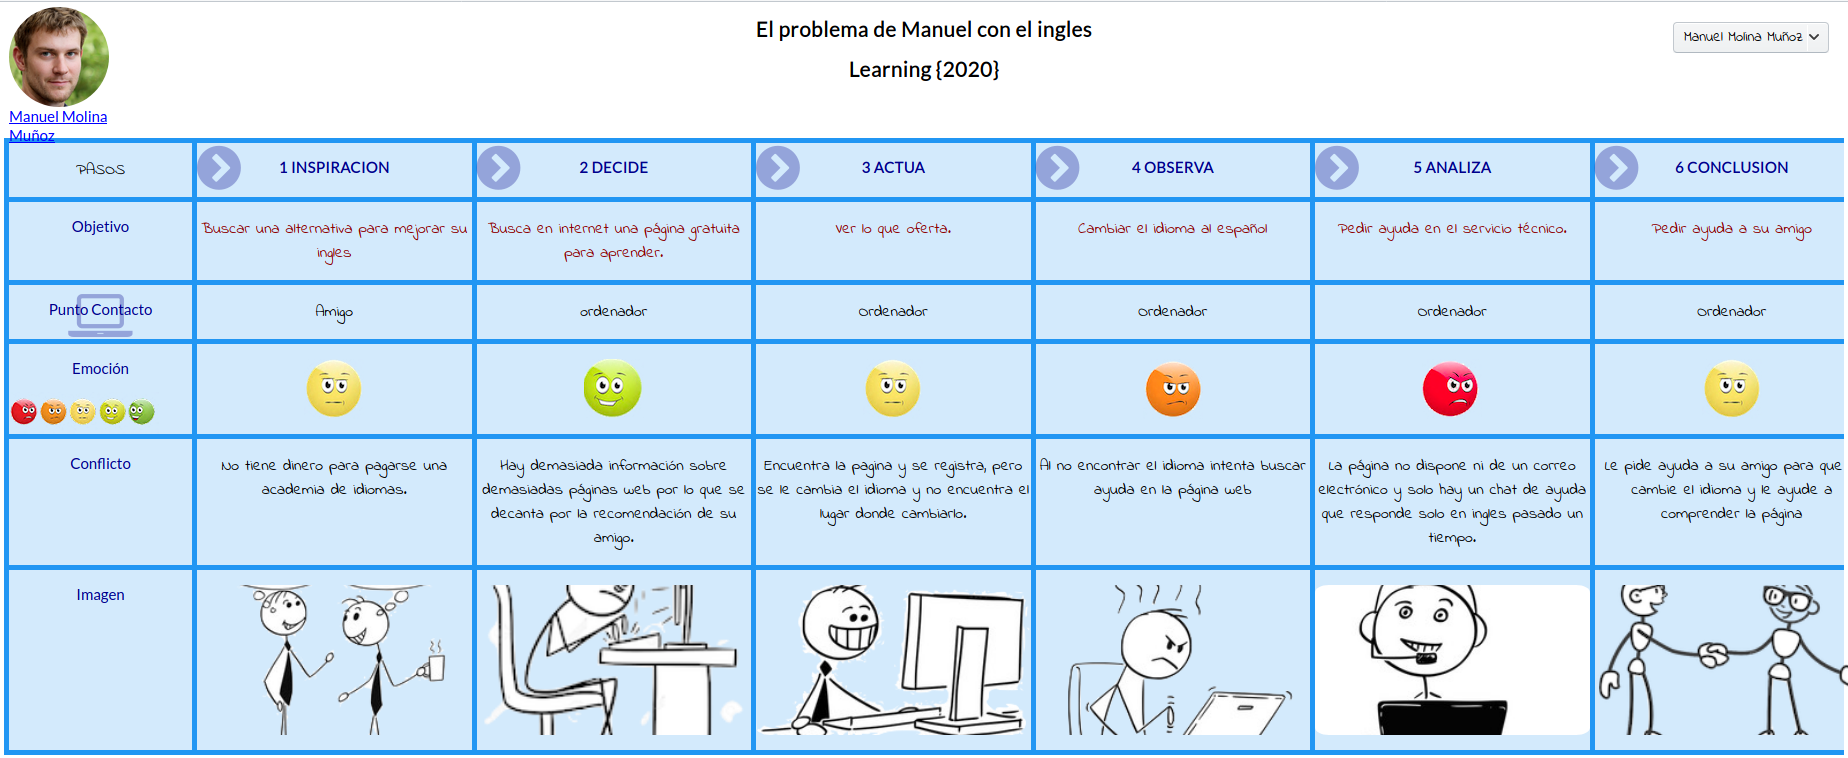 El problema de Manuel con el ingles
Learning {2020}
Manuel Molina Muñoz
Manuel Molina
Muñoz
PASOS
1 INSPIRACION
2 DECIDE
3 ACTUA
4 OBSERVA
5 ANALIZA
6 CONCLUSION
Objetivo
Buscar una alternativa para mejorar su
ingles
Busca en internet una página gratuita
para aprender.
Ver lo que oferta.
Cambiar el idioma al español
Pedir ayuda en el servicio técnico.
Pedir ayuda a su amigo
Punto Contacto
Amigo
ordenador
Ordenador
Ordenador
Ordenador
Ordenador
Emoción
Conflicto
No tiene dinero para pagarse una
academia de idiomas.
Hay demasiada información sobre
demasiadas páginas web por lo que se
decanta por la recomendación de su
amigo.
Encuentra la pagina y se registra, pero
se le cambia el idioma y no encuentra el
lugar donde cambiarlo.
Al no encontrar el idioma intenta buscar
ayuda en la página web
La página no dispone ni de un correo
electrónico y solo hay un chat de ayuda
que responde solo en ingles pasado un
tiempo.
Le pide ayuda a su amigo para que
cambie el idioma y le ayude a
comprender la página
Imagen